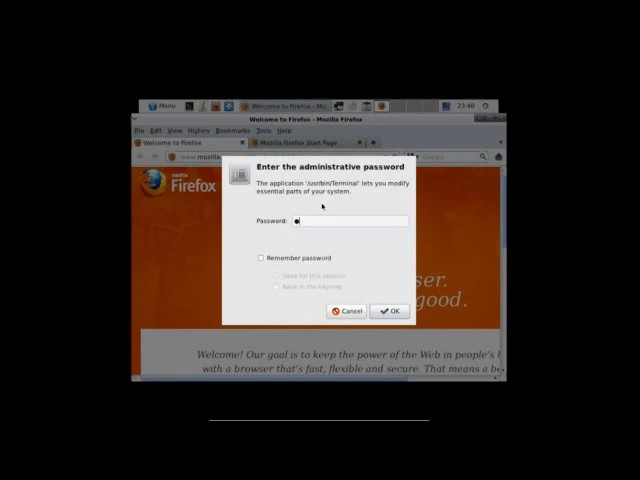 Menu
Welcome to Firefox - Mo...
23:40
Welcome to Firefox - Mozilla Firefox
File Edit View History Bookmarks Tools Help
Welcome to Firefox
Mozilla Firefox Start Page
www.mozilla
Google
mozilla
Firefox
Enter the administrative password
The application '/usr/bin/Terminal' lets you modify
essential parts of your system.
Password:
Remember password
Save for this session
Save in the keyring
ser.
good.
Cancel
OK
Welcome! Our goal is to keep the power of the Web in people's
with a browser that's fast, flexible and secure. That means a be